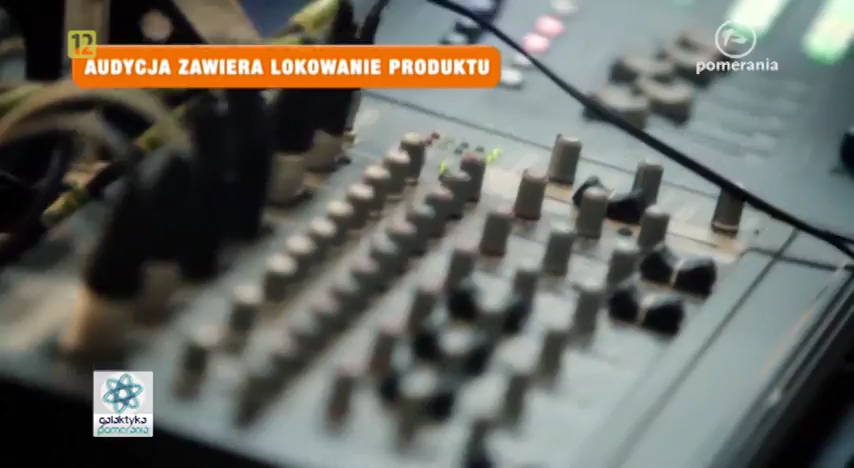 12
AUDYCJA ZAWIERA LOKOWANIE PRODUKTU
pomerania
galaktyka
pomerania